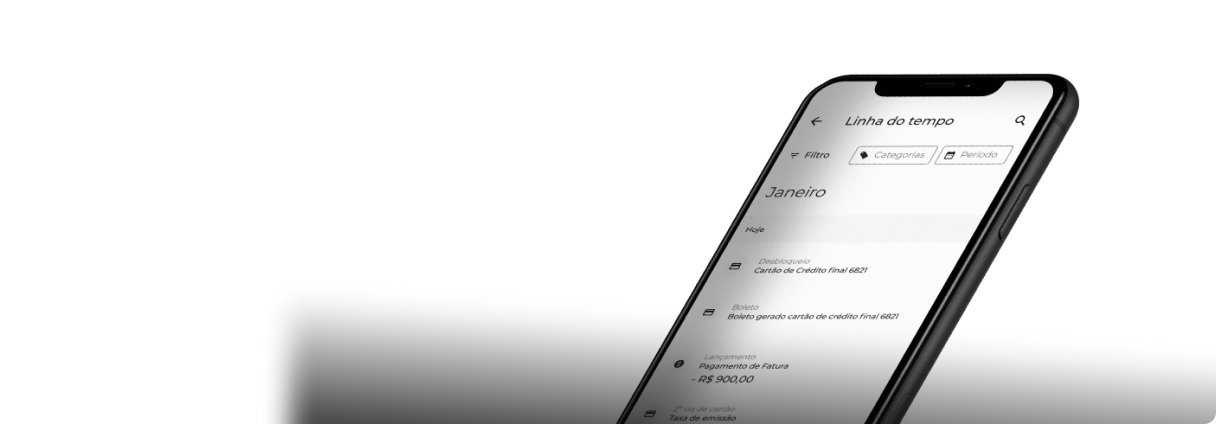 Linha do tempo
Filtro
Categorias
Período
Janeiro
Hoje
Desbloqueio
Cartão de Crédito final 6821
Boleto
Boleto gerado cartão de crédito final 6821
Lançamento
Pagamento de Fatura
- R$ 900,00
2ª via de cartão
Taxa de emissão